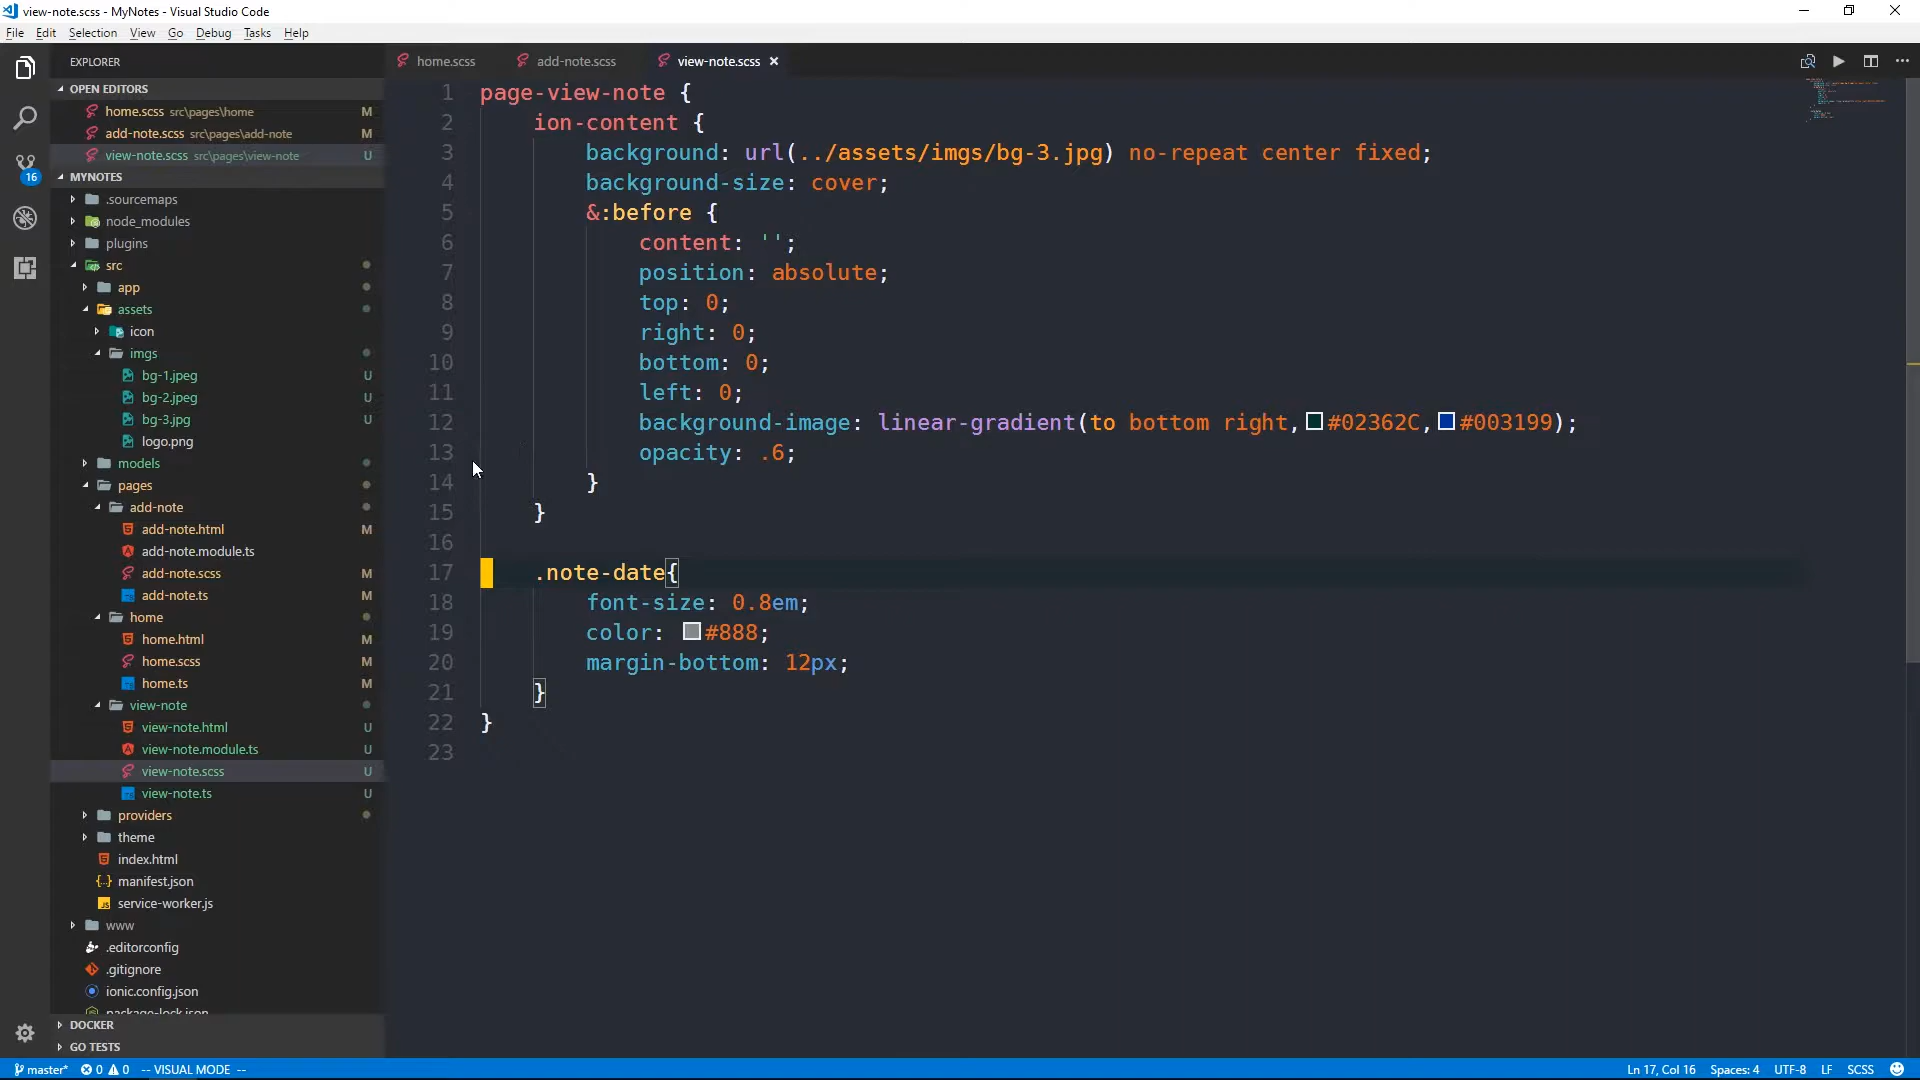 view-note.scss - MyNotes - Visual Studio Code
File Edit Selection View Go Debug Tasks Help
EXPLORER
OPEN EDITORS
home.scss src\pages\home M
add-note.scss src\pages\add-note M
view-note.scss src\pages\view-note U
16
MYNOTES
.sourcemaps
node_modules
plugins
src
app
assets
icon
imgs
bg-1.jpeg U
bg-2.jpeg U
bg-3.jpg U
logo.png
models
pages
add-note
add-note.html M
add-note.module.ts
add-note.scss M
add-note.ts M
home
home.html M
home.scss M
home.ts M
view-note
view-note.html U
view-note.module.ts U
view-note.scss U
view-note.ts U
providers
theme
index.html
manifest.json
service-worker.js
www
.editorconfig
.gitignore
ionic.config.json
package-lock.json
DOCKER
GO TESTS
home.scss add-note.scss view-note.scss
1 page-view-note {
2 ion-content {
3 background: url(../assets/imgs/bg-3.jpg) no-repeat center fixed;
4 background-size: cover;
5 &:before {
6 content: '';
7 position: absolute;
8 top: 0;
9 right: 0;
10 bottom: 0;
11 left: 0;
12 background-image: linear-gradient(to bottom right,#02362C,#003199);
13 opacity: .6;
14 }
15 }
16
17 .note-date{
18 font-size: 0.8em;
19 color: #888;
20 margin-bottom: 12px;
21 }
22 }
23
master* 0 0 -- VISUAL MODE -- Ln 17, Col 16 Spaces: 4 UTF-8 LF SCSS